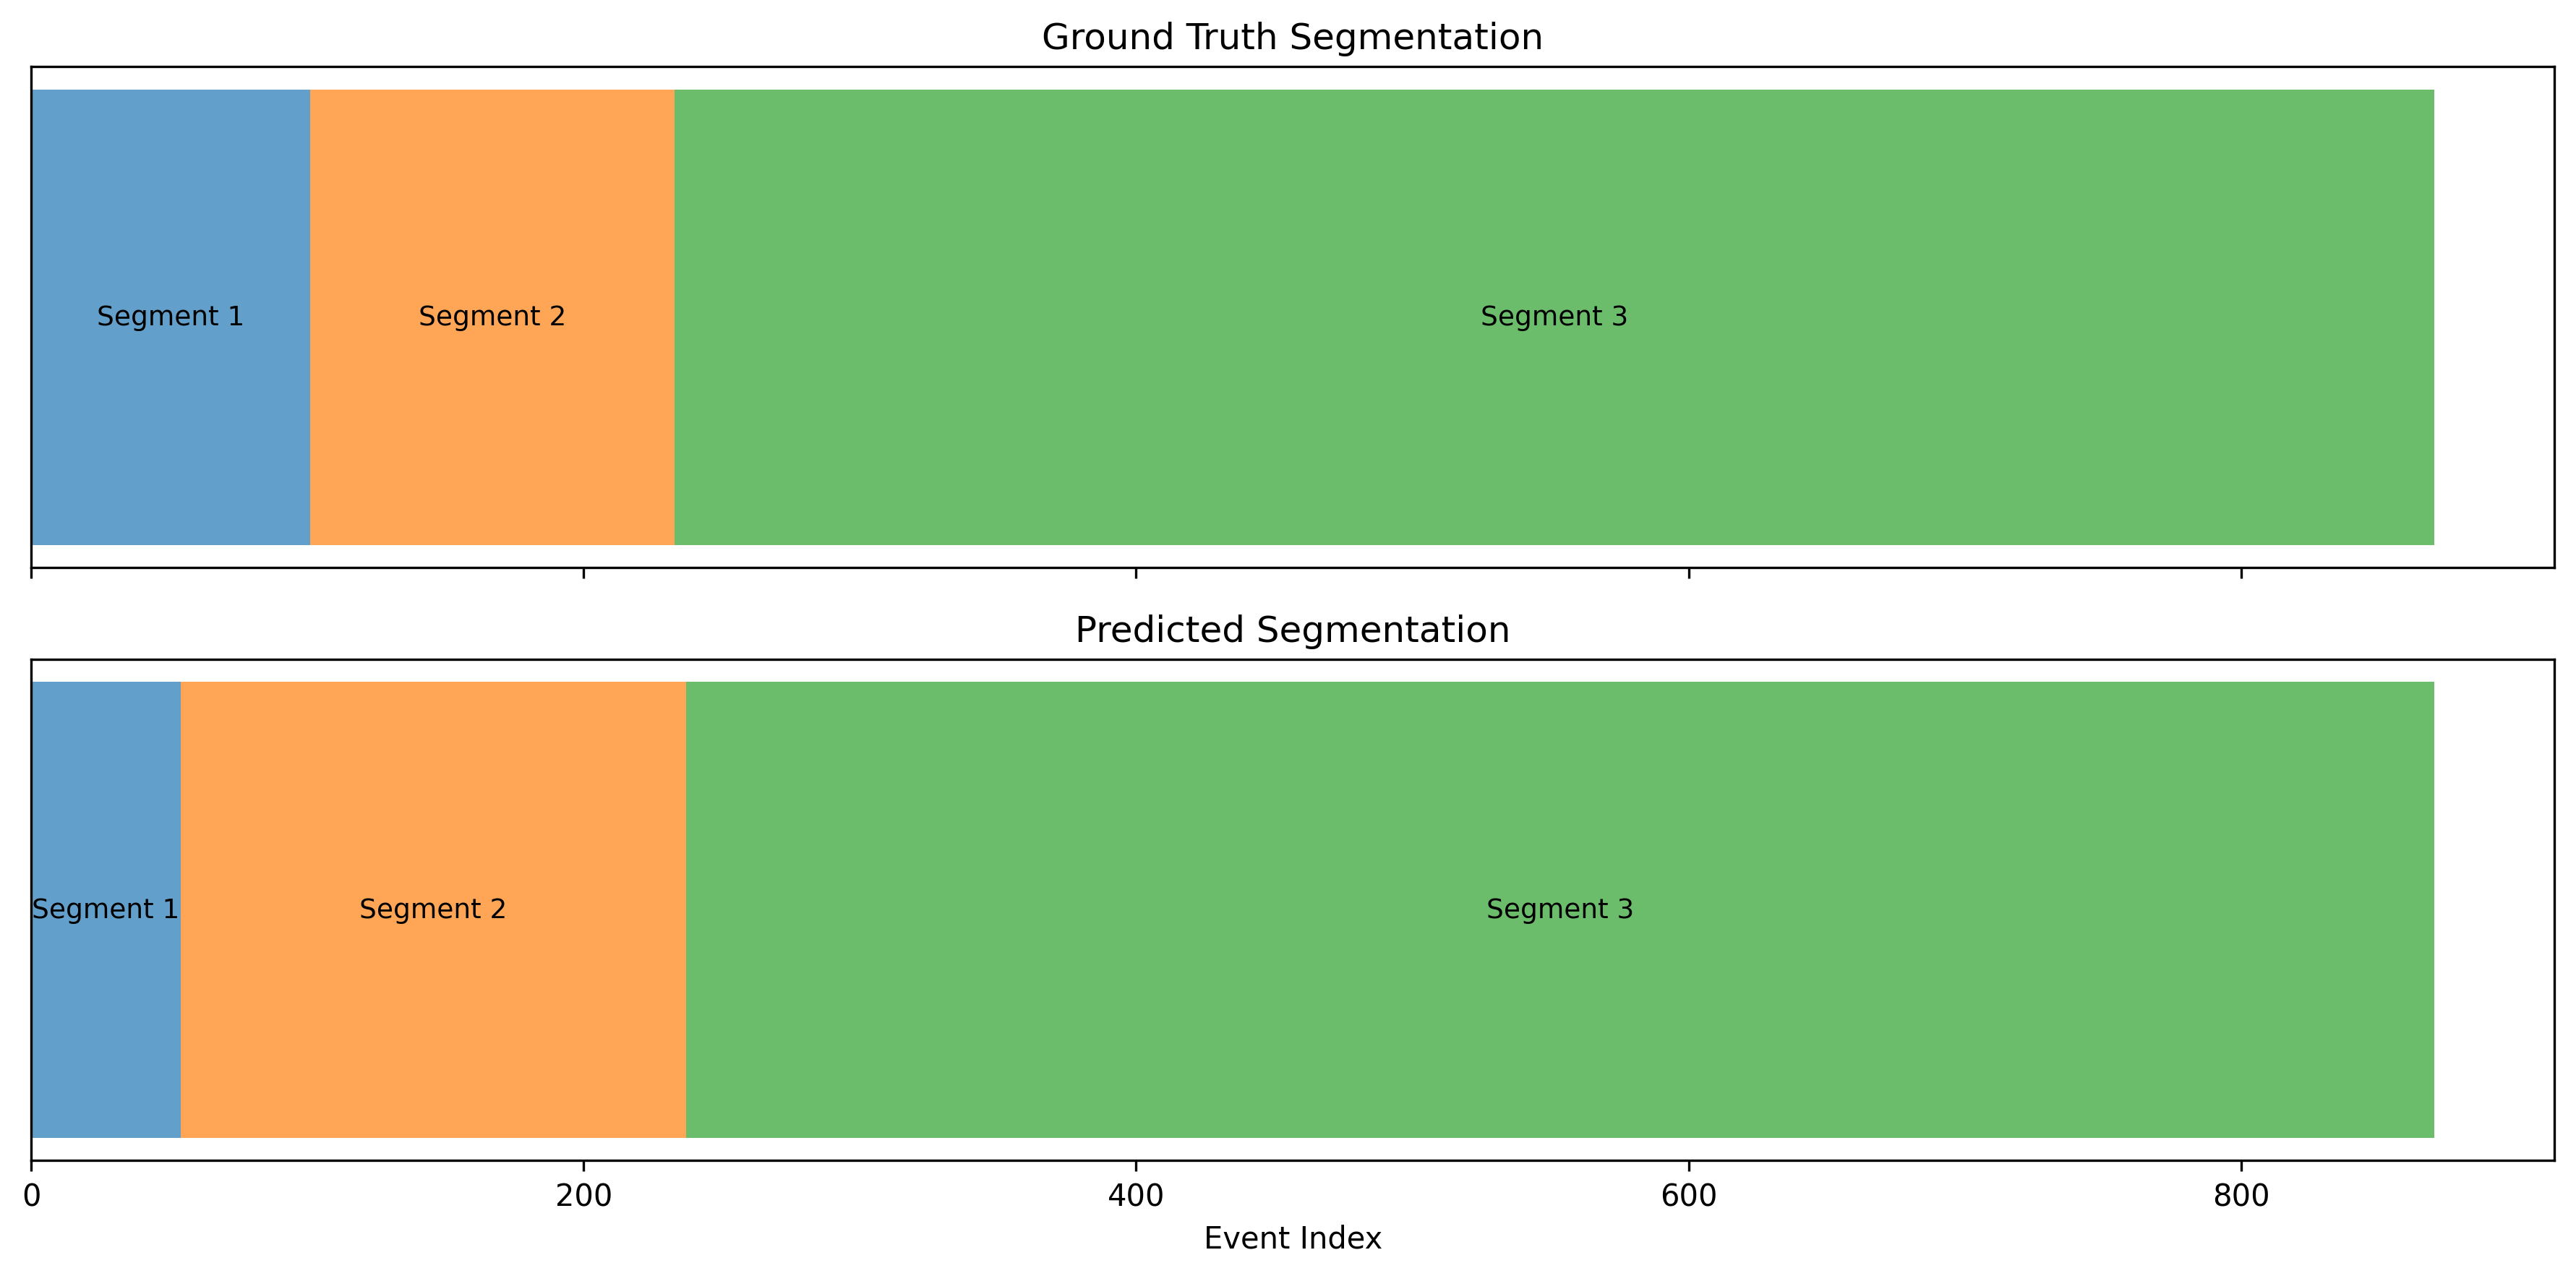 Ground Truth Segmentation
Segment 1 Segment 2 Segment 3
Predicted Segmentation
Segment 1 Segment 2 Segment 3
0 200 400 600 800
Event Index